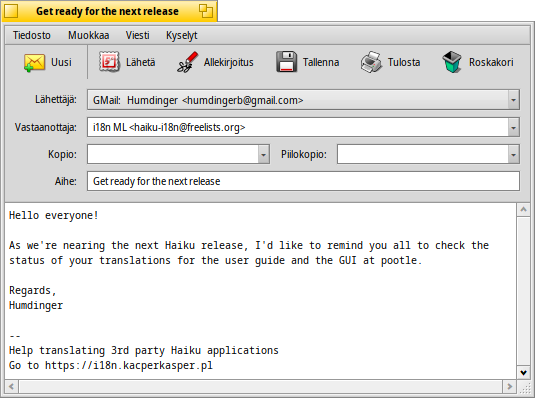 Get ready for the next release
Tiedosto Muokkaa Viesti Kyselyt
Uusi Lähetä Allekirjoitus Tallenna Tulosta Roskakori
Lähettäjä: GMail: Humdinger <humdingerb@gmail.com>
Vastaanottaja: i18n ML <haiku-i18n@freelists.org>
Kopio: Piilokopio:
Aihe: Get ready for the next release
Hello everyone!
As we're nearing the next Haiku release, I'd like to remind you all to check the
status of your translations for the user guide and the GUI at pootle.
Regards,
Humdinger
--
Help translating 3rd party Haiku applications
Go to https://i18n.kacperkasper.pl